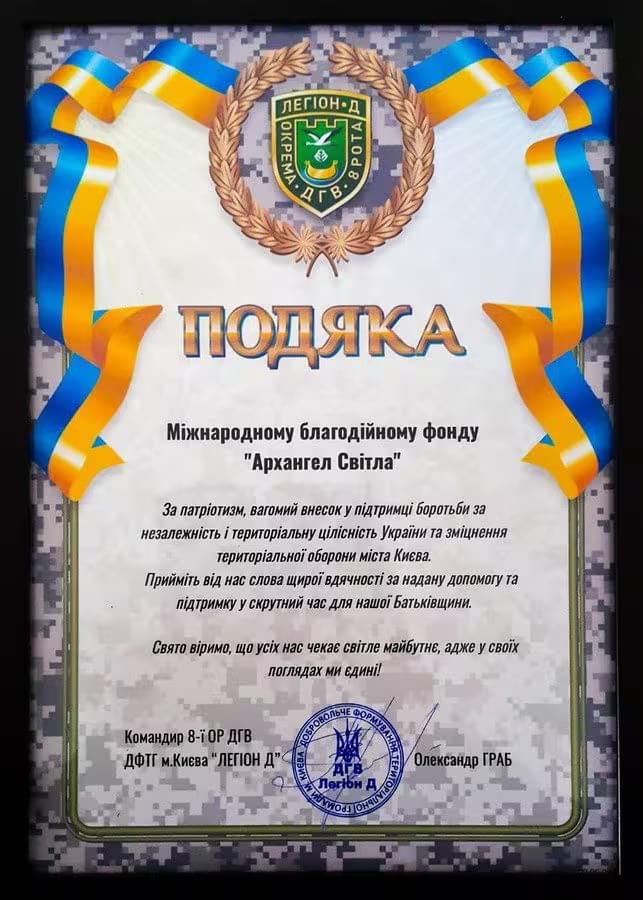 ЛЕГІОН•Д
ОКРЕМА•ДГВ•8 РОТА
ПОДЯКА
Міжнародному благодійному фонду
"Архангел Світла"
За патріотизм, вагомий внесок у підтримці боротьби за
незалежність і територіальну цілісність України та зміцнення
територіальної оборони міста Києва.
Прийміть від нас слова щирої вдячності за надану допомогу та
підтримку у скрутний час для нашої Батьківщини.
Свято віримо, що усіх нас чекає світле майбутнє, адже у своїх
поглядах ми єдині!
Командир 8-ї ОР ДГВ
ДФТГ м.Києва "ЛЕГІОН Д"
ДОБРОВОЛЬЧЕ ФОРМУВАННЯ ТЕРИТОРІАЛЬНОЇ ГРОМАДИ М. КИЄВА
ДГВ
Легіон Д
Олександр ГРАБ